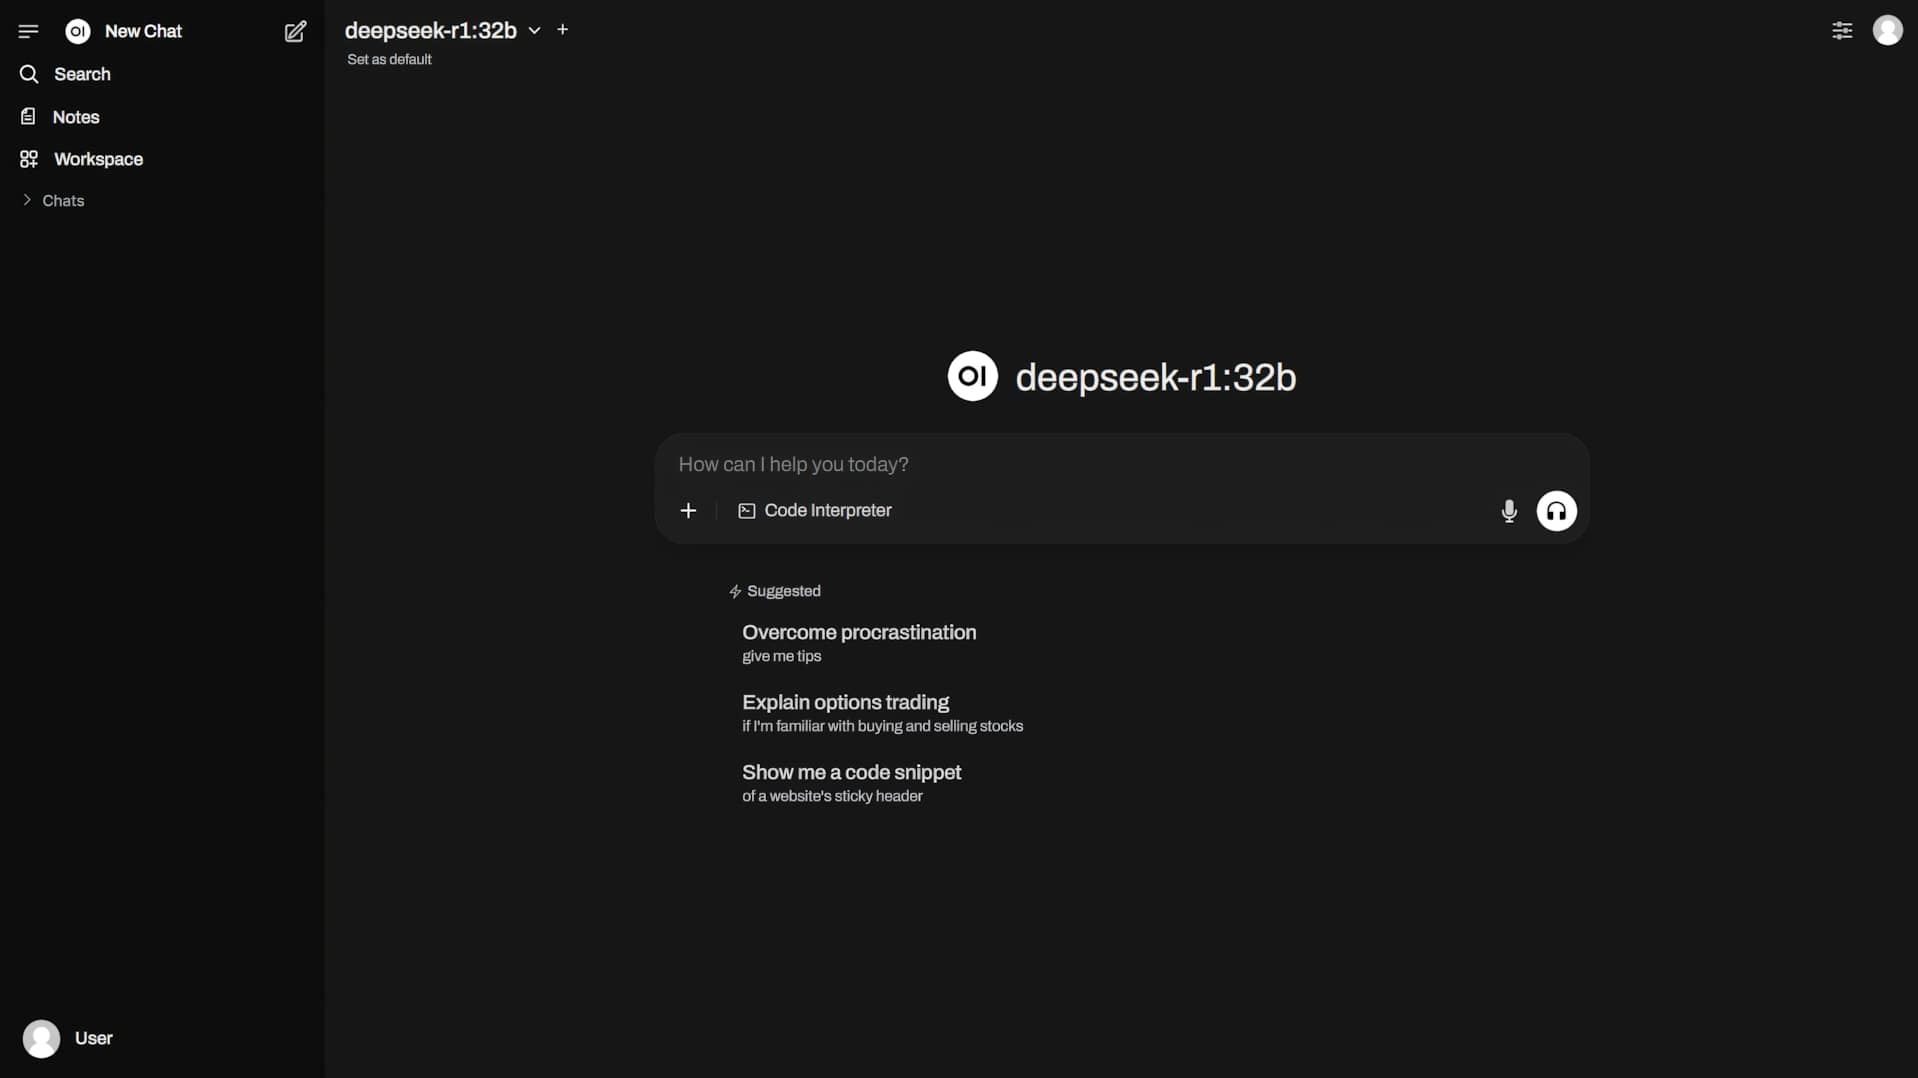 OI New Chat
Search
Notes
Workspace
Chats
User
deepseek-r1:32b
Set as default
OI deepseek-r1:32b
How can I help you today?
Code Interpreter
Suggested
Overcome procrastination
give me tips
Explain options trading
if I'm familiar with buying and selling stocks
Show me a code snippet
of a website's sticky header